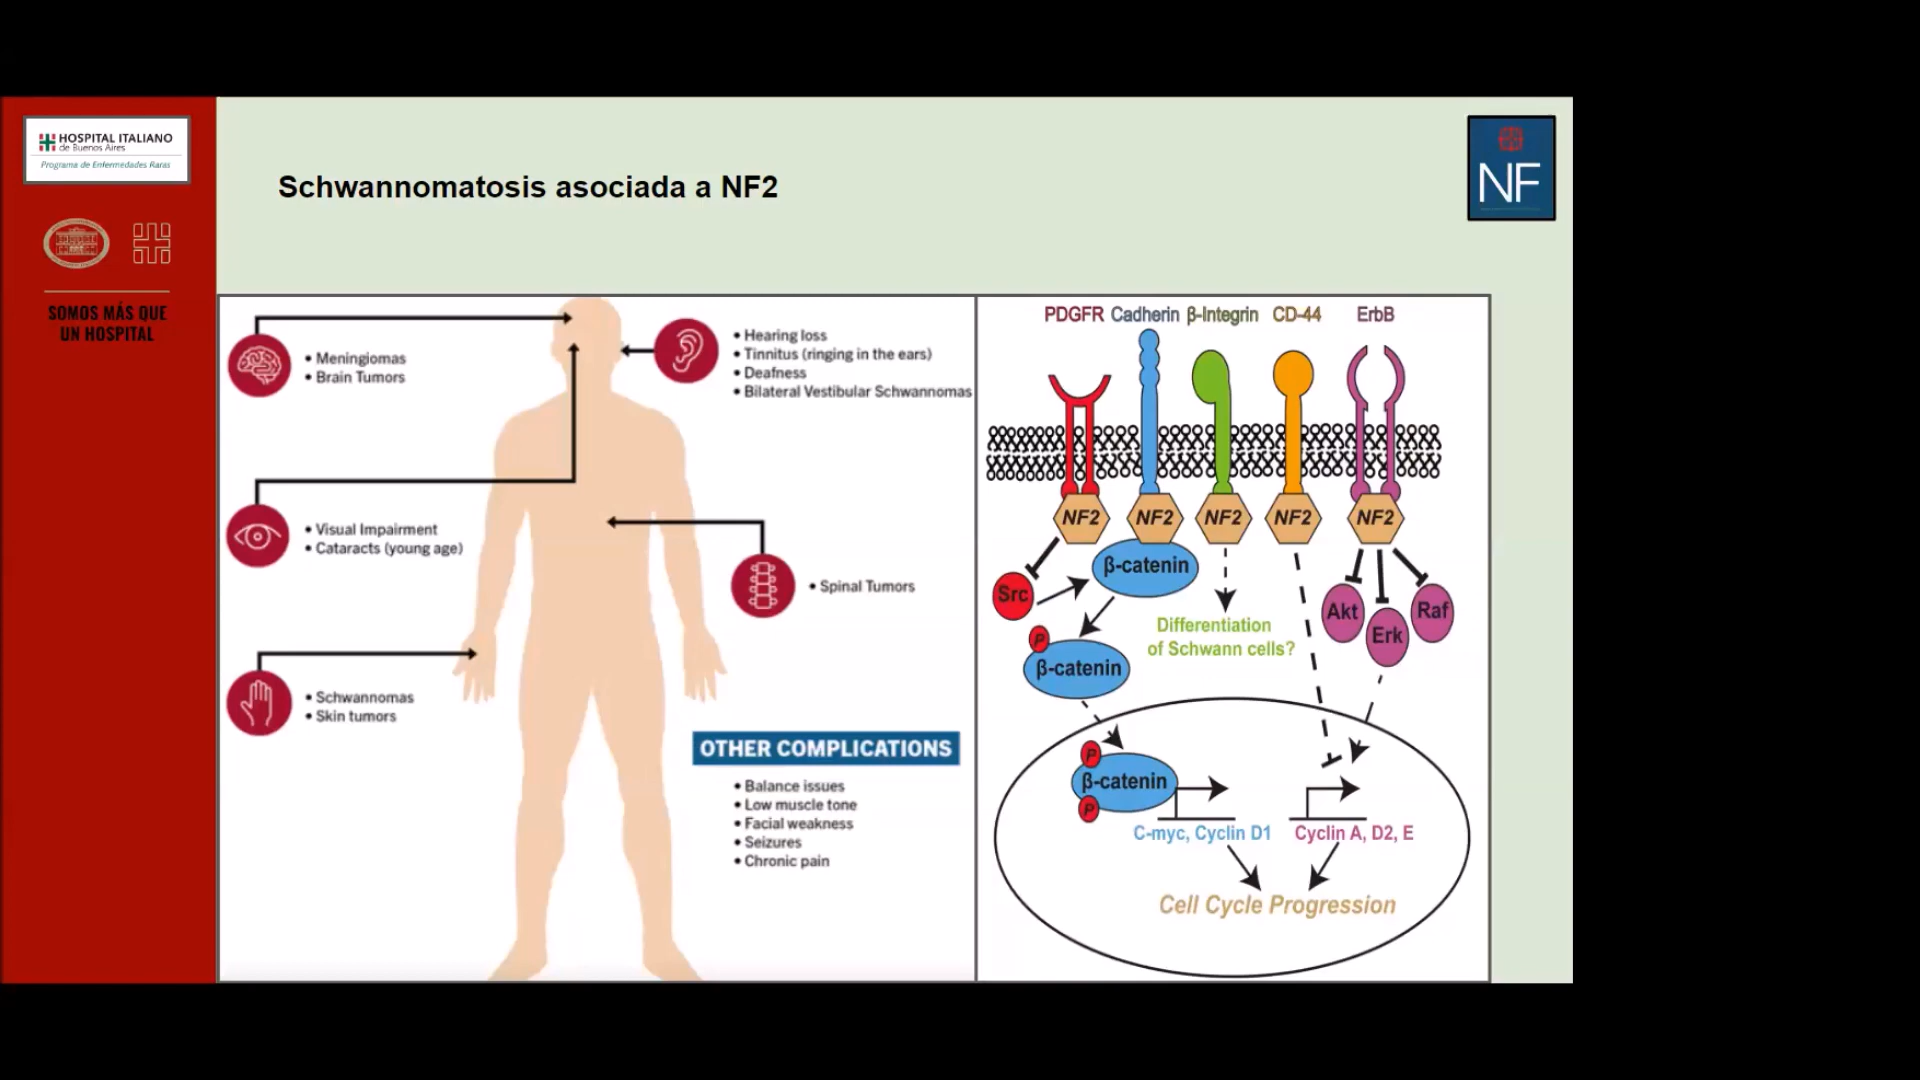 HOSPITAL ITALIANO
de Buenos Aires
Programa de Enfermedades Raras
SOMOS MÁS QUE
UN HOSPITAL
Schwannomatosis asociada a NF2
NF
• Meningiomas
• Brain Tumors
• Hearing loss
• Tinnitus (ringing in the ears)
• Deafness
• Bilateral Vestibular Schwannomas
• Visual Impairment
• Cataracts (young age)
• Spinal Tumors
• Schwannomas
• Skin tumors
OTHER COMPLICATIONS
• Balance issues
• Low muscle tone
• Facial weakness
• Seizures
• Chronic pain
PDGFR Cadherin β-Integrin CD-44 ErbB
NF2 NF2 NF2 NF2 NF2
β-catenin
Src
Akt
Erk
Raf
Differentiation
of Schwann cells?
P
β-catenin
P
β-catenin
P
C-myc, Cyclin D1
Cyclin A, D2, E
Cell Cycle Progression